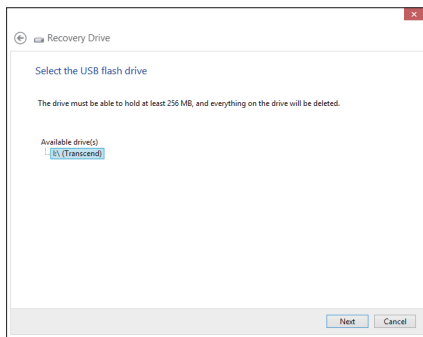 Recovery Drive
Select the USB flash drive
The drive must be able to hold at least 256 MB, and everything on the drive will be deleted.
Available drive(s)
I:\ (Transcend)
Next Cancel